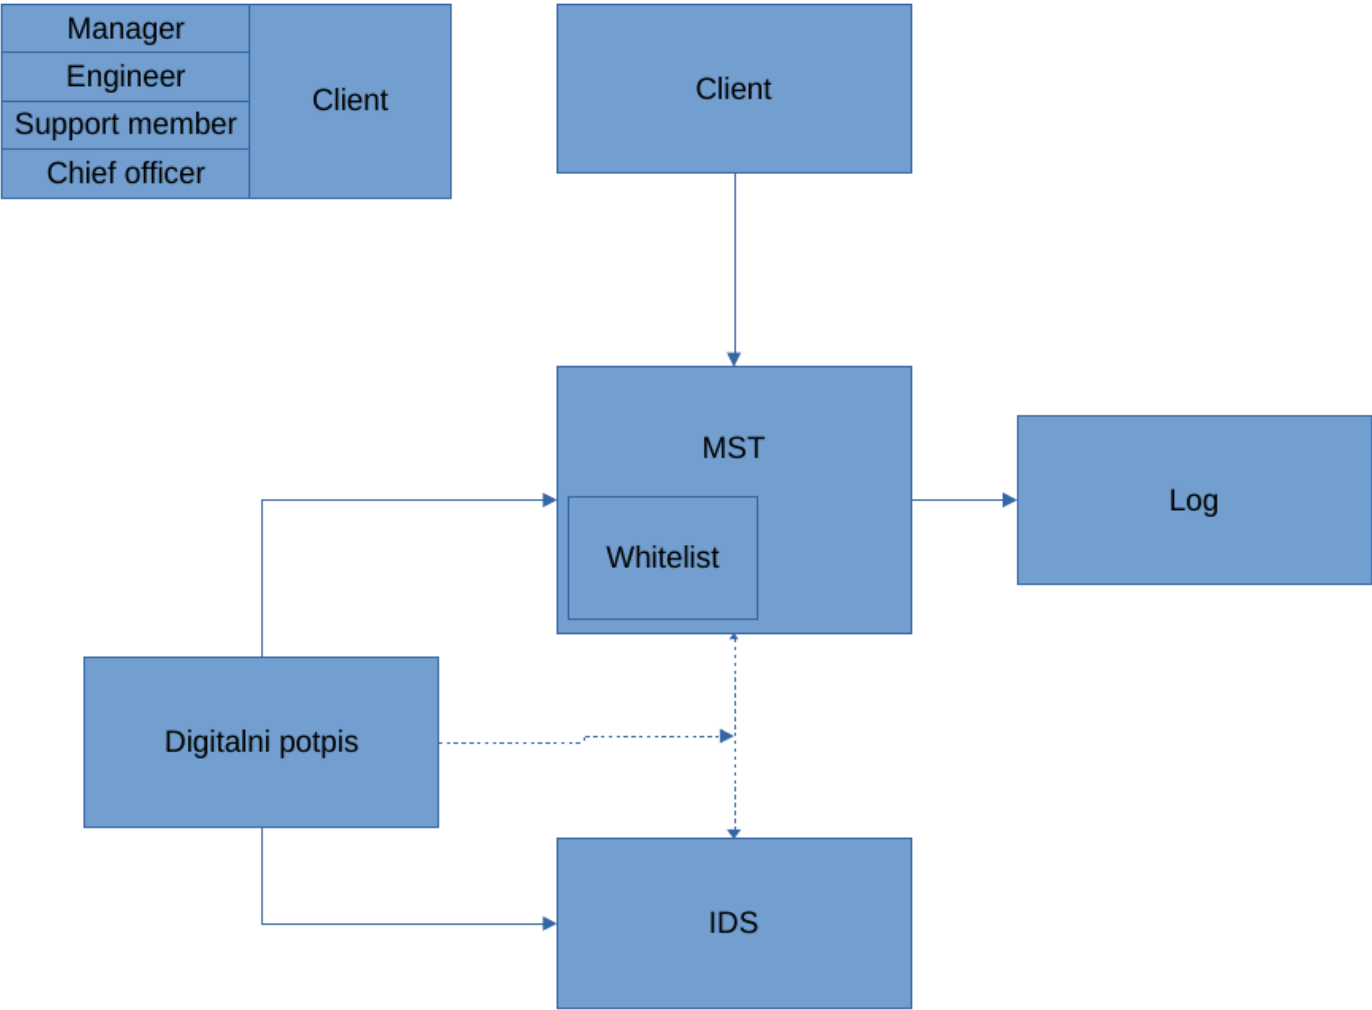 Manager
Engineer
Support member
Chief officer
Client
Client
MST
Whitelist
Log
Digitalni potpis
IDS